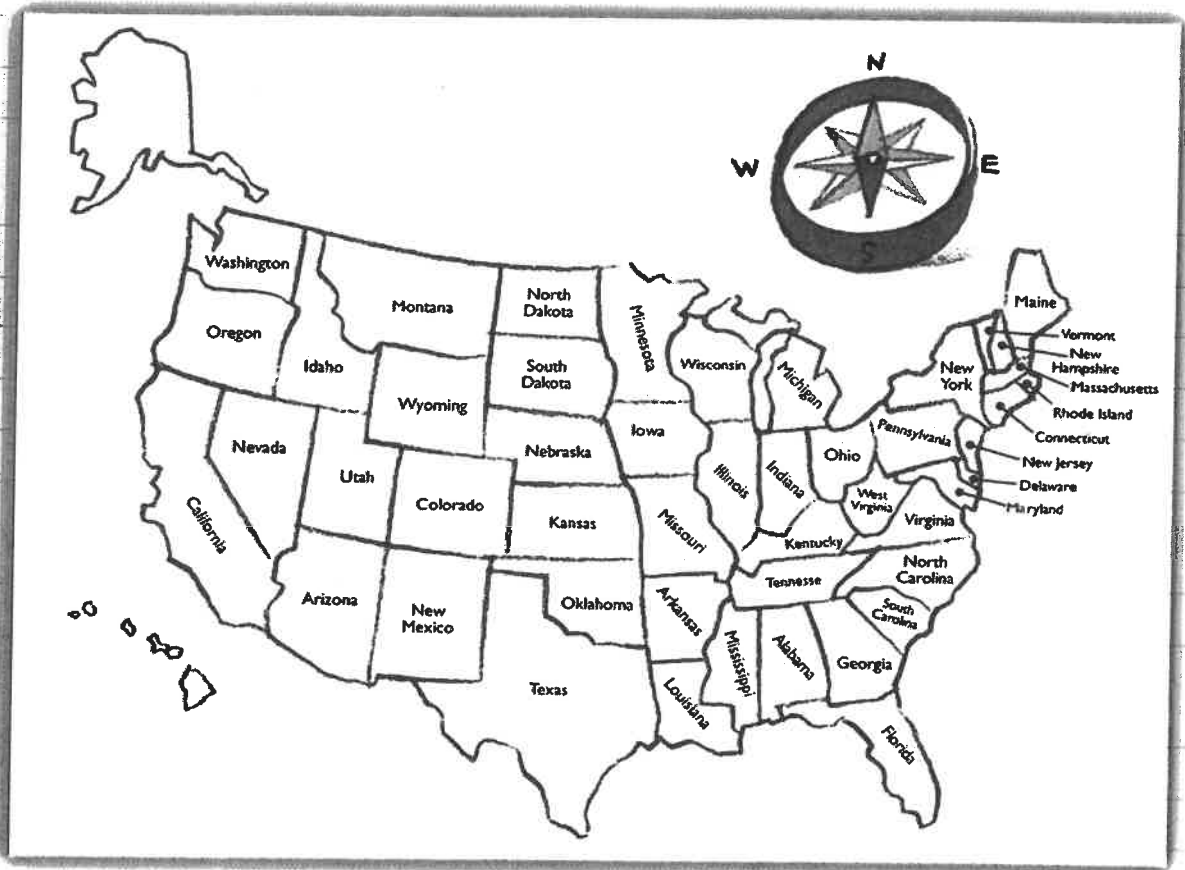 N
W
E
S
Washington
Montana
North
Dakota
Minnesota
Maine
Oregon
Idaho
South
Dakota
Wisconsin
Michigan
New
York
Vermont
New
Hampshire
Massachusetts
Rhode Island
Connecticut
Wyoming
Nevada
Utah
Colorado
Nebraska
Iowa
Illinois
Indiana
Ohio
Pennsylvania
New Jersey
Delaware
Maryland
West
Virginia
Virginia
California
Kansas
Missouri
Kentucky
Arizona
New
Mexico
Oklahoma
Arkansas
Tennesse
North
Carolina
South
Carolina
Texas
Louisiana
Mississippi
Alabama
Georgia
Florida